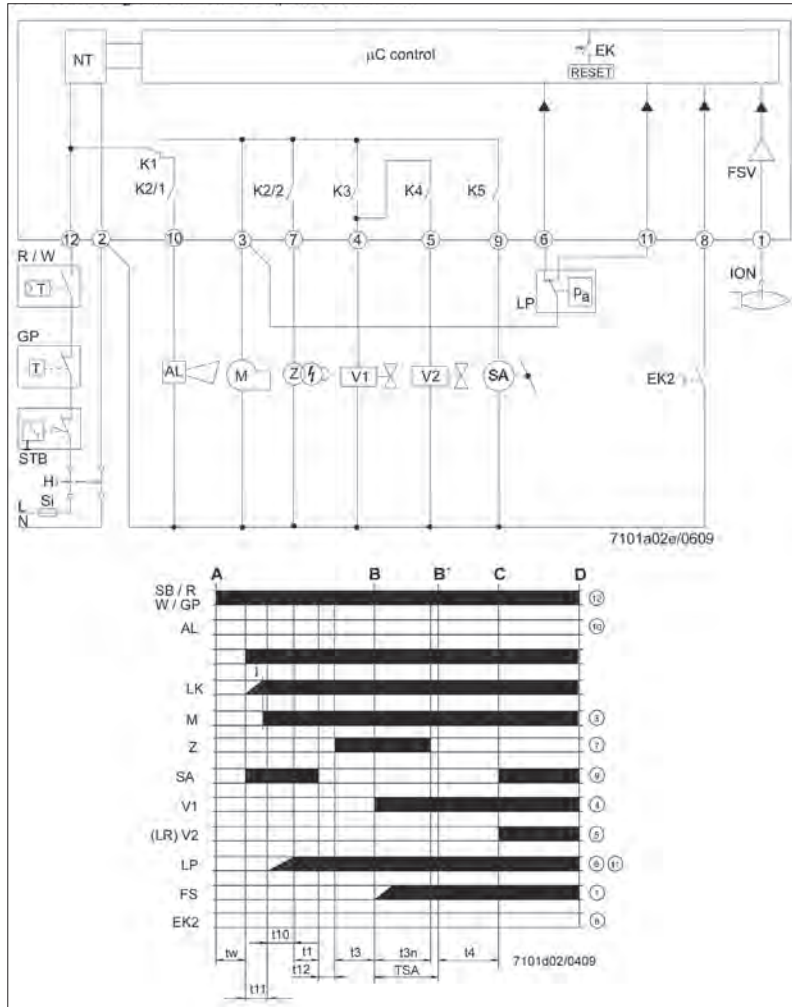 NT
µC control
EK
RESET
FSV
K1
K2/1
K2/2
K3
K4
K5
12
2
10
3
7
4
5
9
6
11
8
1
R / W
T
LP
Pa
ION
GP
T
AL
M
Z
V1
V2
SA
EK2
STB
H
L
Si
N
7101a02e/0609
A
B
B'
C
D
SB / R
W / GP
12
AL
10
LK
M
3
Z
7
SA
9
V1
4
(LR) V2
5
LP
6
11
FS
1
EK2
8
t10
tw
t1
t3
t3n
t4
7101d02/0409
t12
TSA
t11